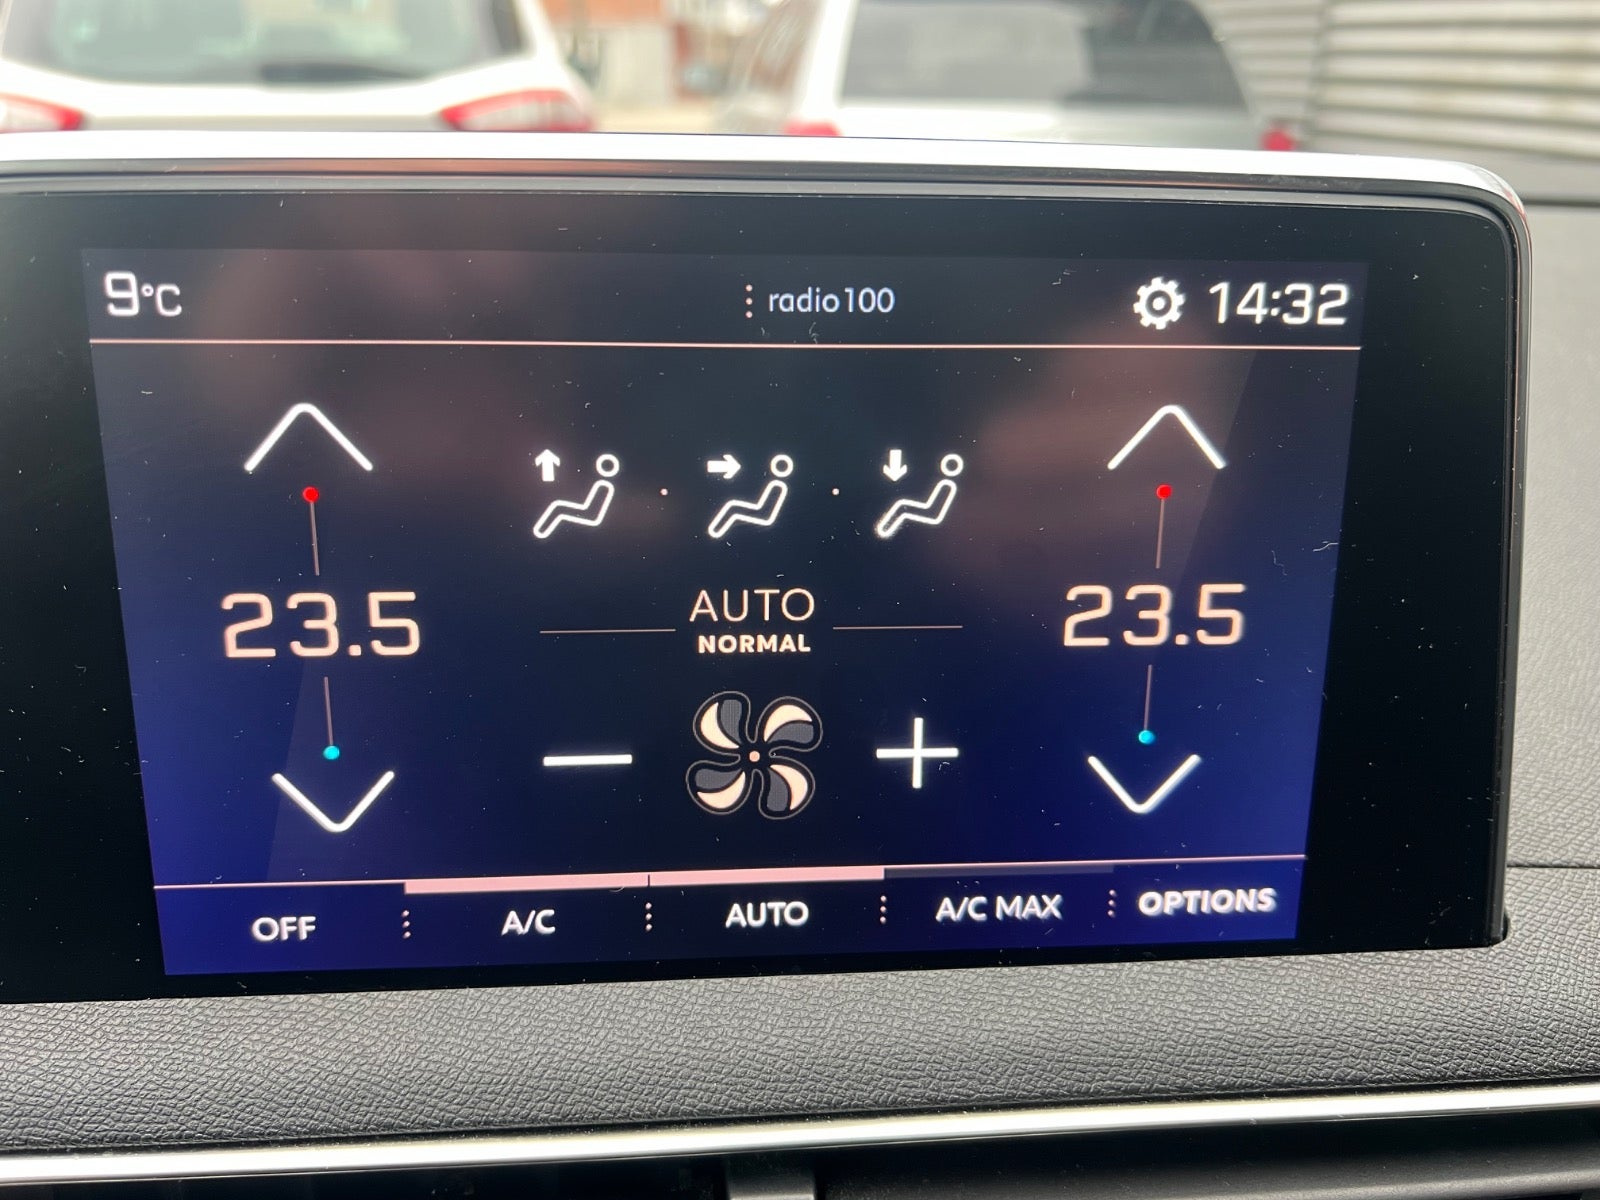 9°C radio100 14:32
23.5 AUTO 23.5
NORMAL
OFF A/C AUTO A/C MAX OPTIONS